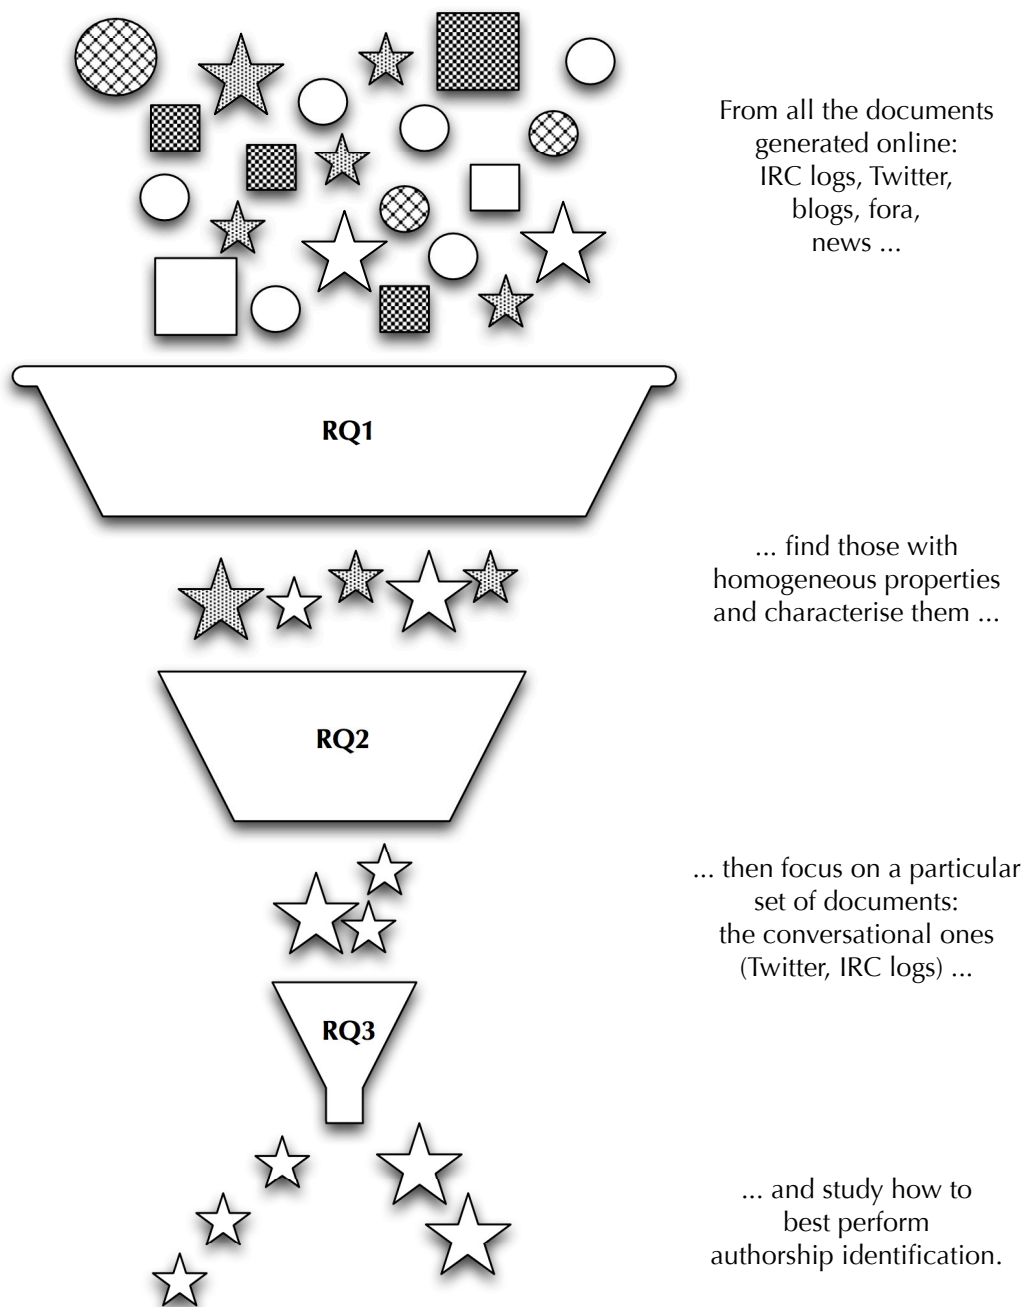 From all the documents
generated online:
IRC logs, Twitter,
blogs, fora,
news ...
RQ1
... find those with
homogeneous properties
and characterise them ...
RQ2
... then focus on a particular
set of documents:
the conversational ones
(Twitter, IRC logs) ...
RQ3
... and study how to
best perform
authorship identification.